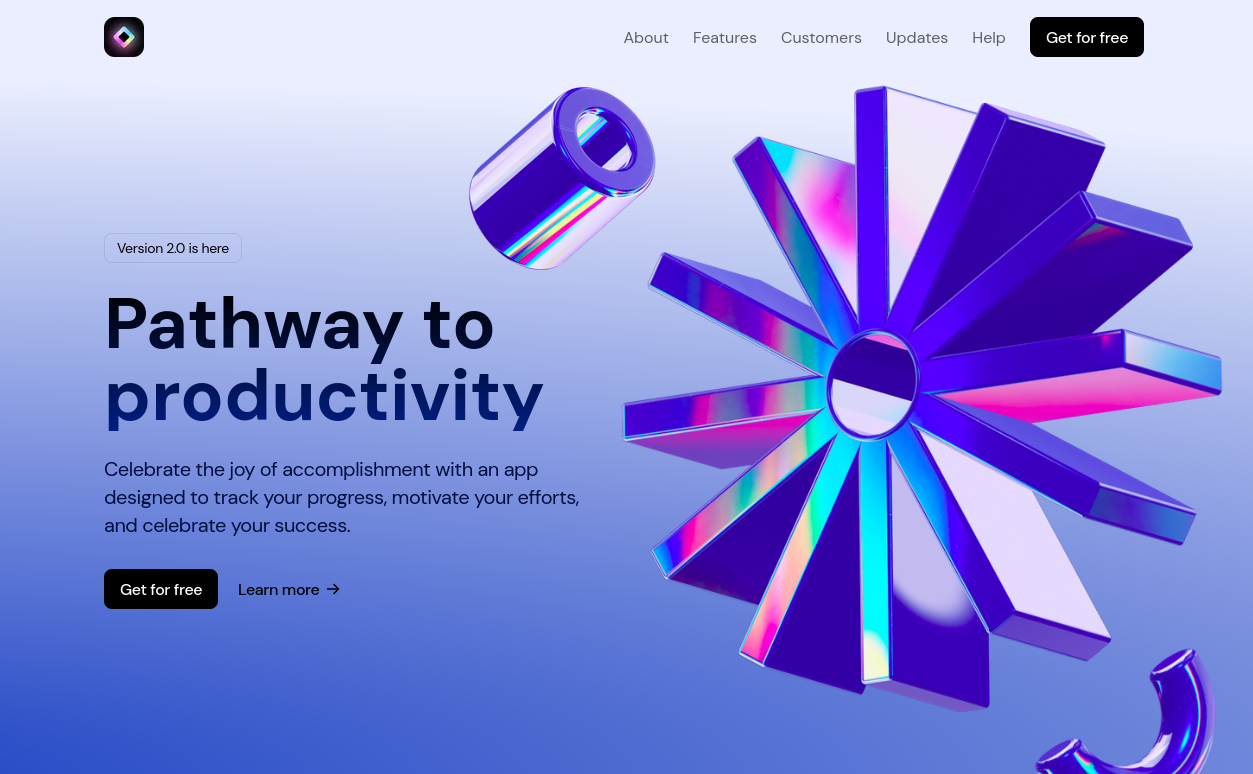 About
Features
Customers
Updates
Help
Get for free
Version 2.0 is here
Pathway to
productivity
Celebrate the joy of accomplishment with an app
designed to track your progress, motivate your efforts,
and celebrate your success.
Get for free
Learn more →